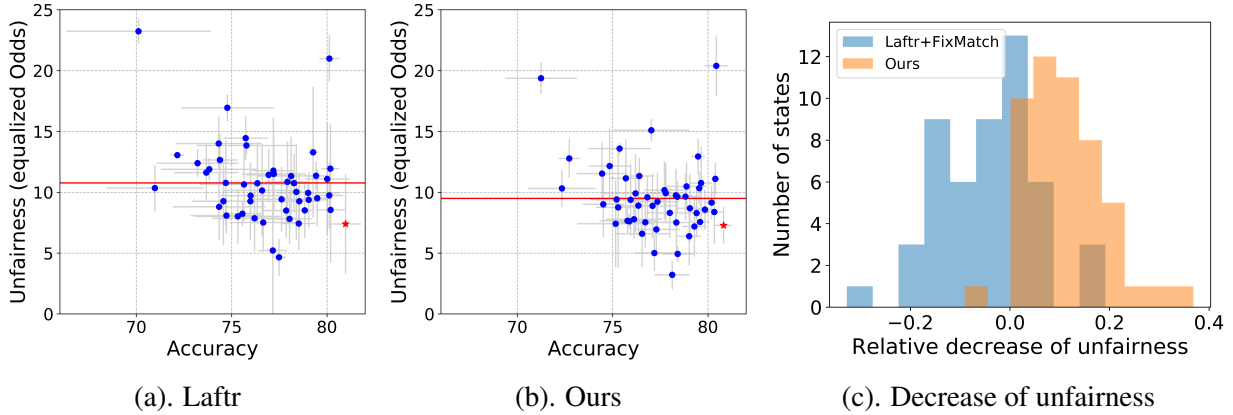 Unfairness (equalized Odds)
25
20
15
10
5
0
70
75
80
Accuracy
(a). Laftr
Unfairness (equalized Odds)
25
20
15
10
5
0
70
75
80
Accuracy
(b). Ours
Number of states
12
10
8
6
4
2
0
Laftr+FixMatch
Ours
−0.2
0.0
0.2
0.4
Relative decrease of unfairness
(c). Decrease of unfairness